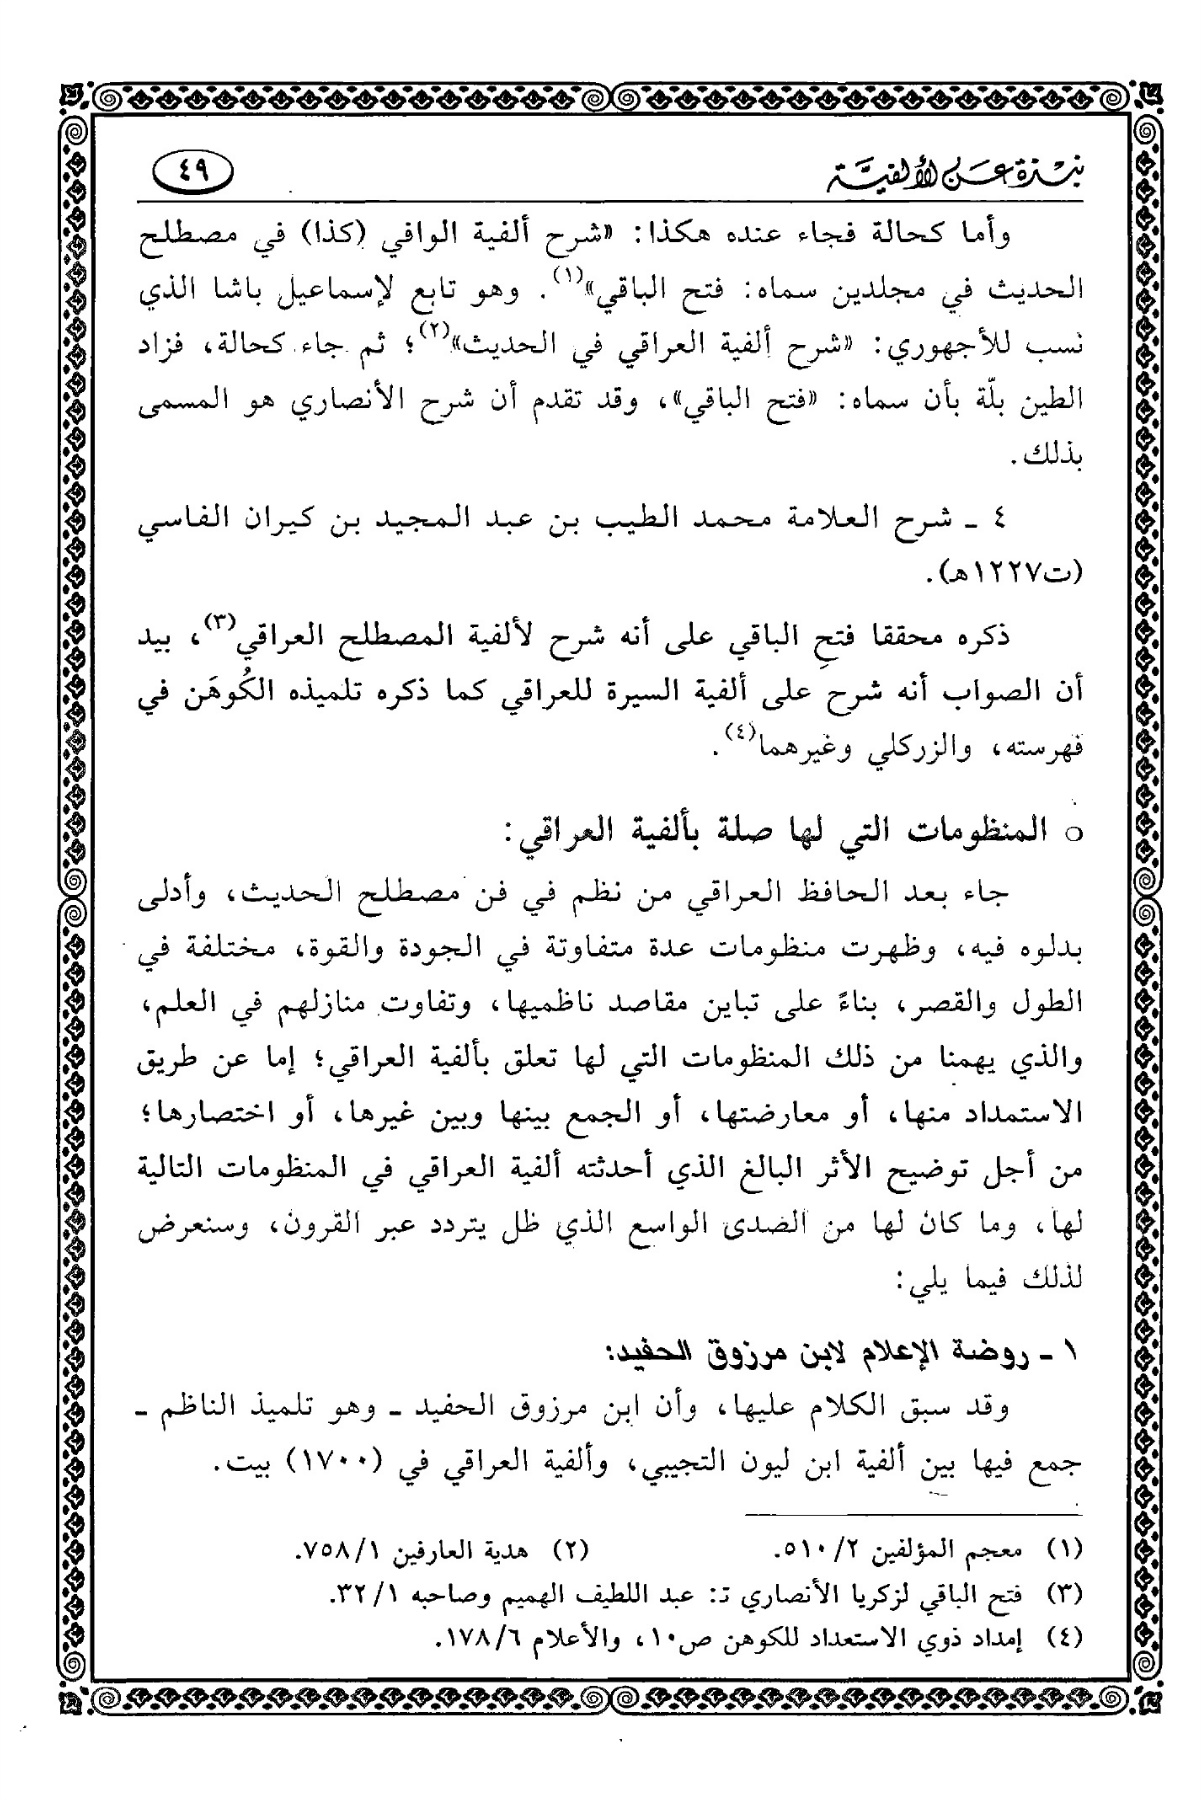 نبذة عن الألفية
٤٩
وأما كحالة فجاء عنده هكذا: «شرح ألفية الوافي (كذا) في مصطلح
الحديث في مجلدين سماه: فتح الباقي»(١). وهو تابع لإسماعيل باشا الذي
نسب للأجهوري: «شرح ألفية العراقي في الحديث»(٢)؛ ثم جاء كحالة، فزاد
الطين بلّة بأن سماه: «فتح الباقي»، وقد تقدم أن شرح الأنصاري هو المسمى
بذلك.
٤ ـ شرح العلامة محمد الطيب بن عبد المجيد بن كيران الفاسي
(ت١٢٢٧هـ).
ذكره محققا فتحِ الباقي على أنه شرح لألفية المصطلح العراقي(٣)، بيد
أن الصواب أنه شرح على ألفية السيرة للعراقي كما ذكره تلميذه الكُوهَن في
فهرسته، والزركلي وغيرهما(٤).
○ المنظومات التي لها صلة بألفية العراقي:
جاء بعد الحافظ العراقي من نظم في فن مصطلح الحديث، وأدلى
بدلوه فيه، وظهرت منظومات عدة متفاوتة في الجودة والقوة، مختلفة في
الطول والقصر، بناءً على تباين مقاصد ناظميها، وتفاوت منازلهم في العلم،
والذي يهمنا من ذلك المنظومات التي لها تعلق بألفية العراقي؛ إما عن طريق
الاستمداد منها، أو معارضتها، أو الجمع بينها وبين غيرها، أو اختصارها؛
من أجل توضيح الأثر البالغ الذي أحدثته ألفية العراقي في المنظومات التالية
لها، وما كان لها من الصدى الواسع الذي ظل يتردد عبر القرون، وسنعرض
لذلك فيما يلي:
١ ـ روضة الإعلام لابن مرزوق الحفيد:
وقد سبق الكلام عليها، وأن ابن مرزوق الحفيد ـ وهو تلميذ الناظم ـ
جمع فيها بين ألفية ابن ليون التجيبي، وألفية العراقي في (١٧٠٠) بيت.
(١) معجم المؤلفين ٥١٠/٢. (٢) هدية العارفين ٧٥٨/١.
(٣) فتح الباقي لزكريا الأنصاري تـ: عبد اللطيف الهميم وصاحبه ٣٢/١.
(٤) إمداد ذوي الاستعداد للكوهن ص١٠، والأعلام ١٧٨/٦.